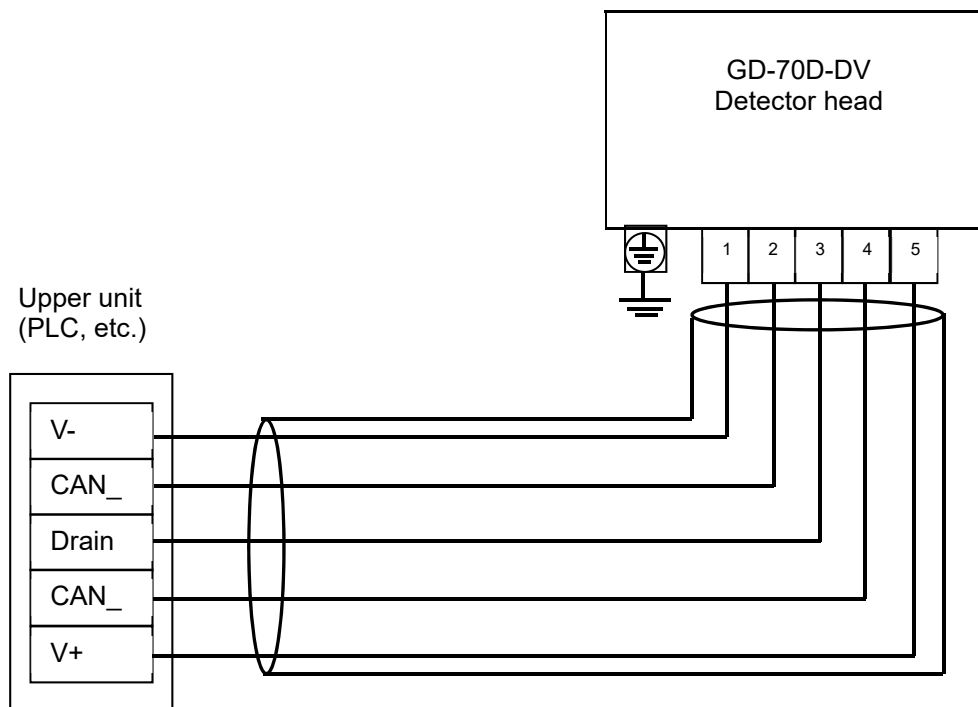 GD-70D-DV
Detector head
1 2 3 4 5
Upper unit
(PLC, etc.)
V-
CAN_
Drain
CAN_
V+